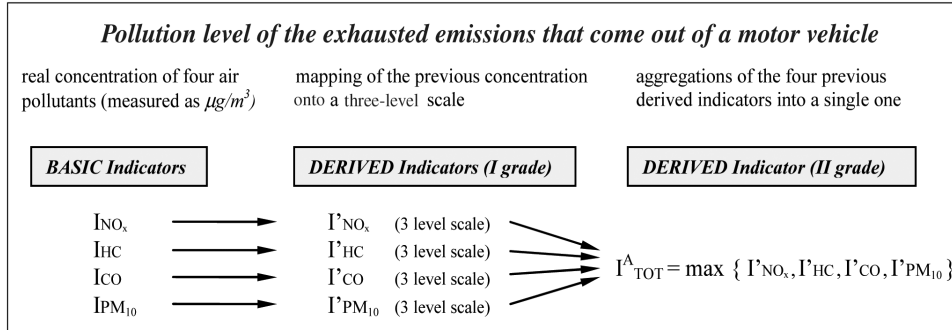 Pollution level of the exhausted emissions that come out of a motor vehicle
real concentration of four air
pollutants (measured as μg/m³)
mapping of the previous concentration
onto a three-level scale
aggregations of the four previous
derived indicators into a single one
BASIC Indicators
DERIVED Indicators (I grade)
DERIVED Indicator (II grade)
INOx
I'NOx (3 level scale)
IHC
I'HC (3 level scale)
ICO
I'CO (3 level scale)
IPM10
I'PM10 (3 level scale)
I^A_TOT = max { I'NOx, I'HC, I'CO, I'PM10}